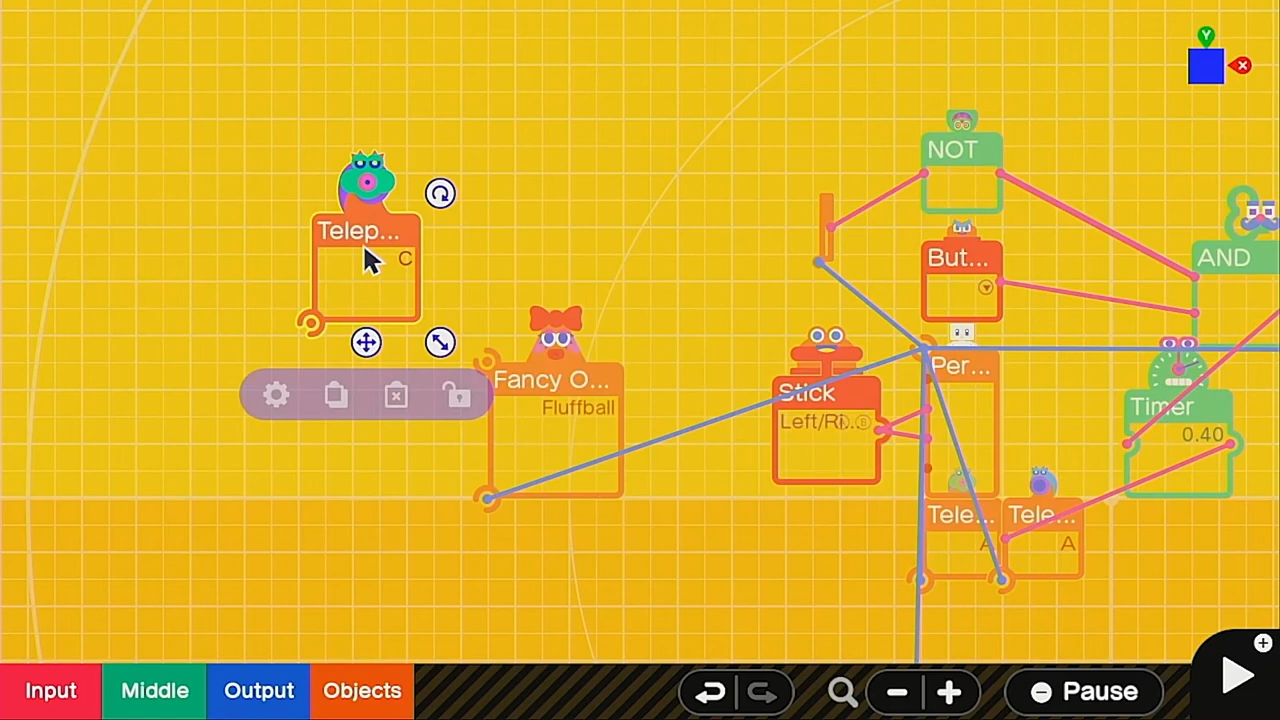 Y
NOT
Telep...
C
But...
AND
Fancy O...
Fluffball
Per...
Stick
Left/Ri...
B
Timer
0.40
Tele...
A
Tele...
A
Input
Middle
Output
Objects
Pause